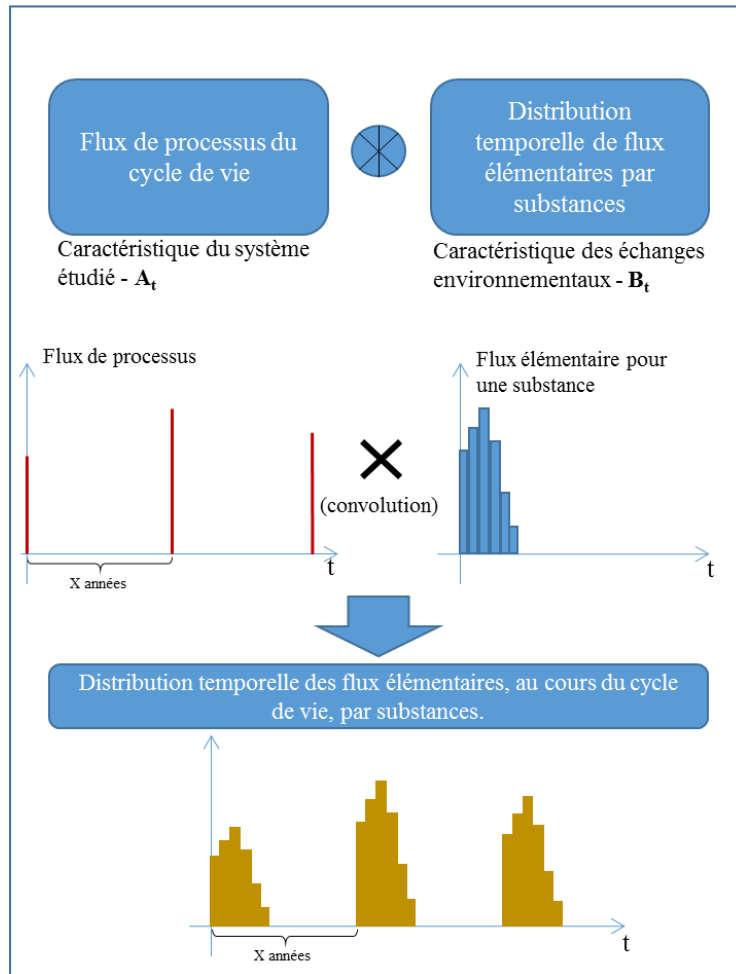 Flux de processus du
cycle de vie
Distribution
temporelle de flux
élémentaires par
substances
Caractéristique du système
étudié - At
Caractéristique des échanges
environnementaux - Bt
Flux de processus
Flux élémentaire pour
une substance
(convolution)
X années
t
t
Distribution temporelle des flux élémentaires, au cours du cycle
de vie, par substances.
X années
t